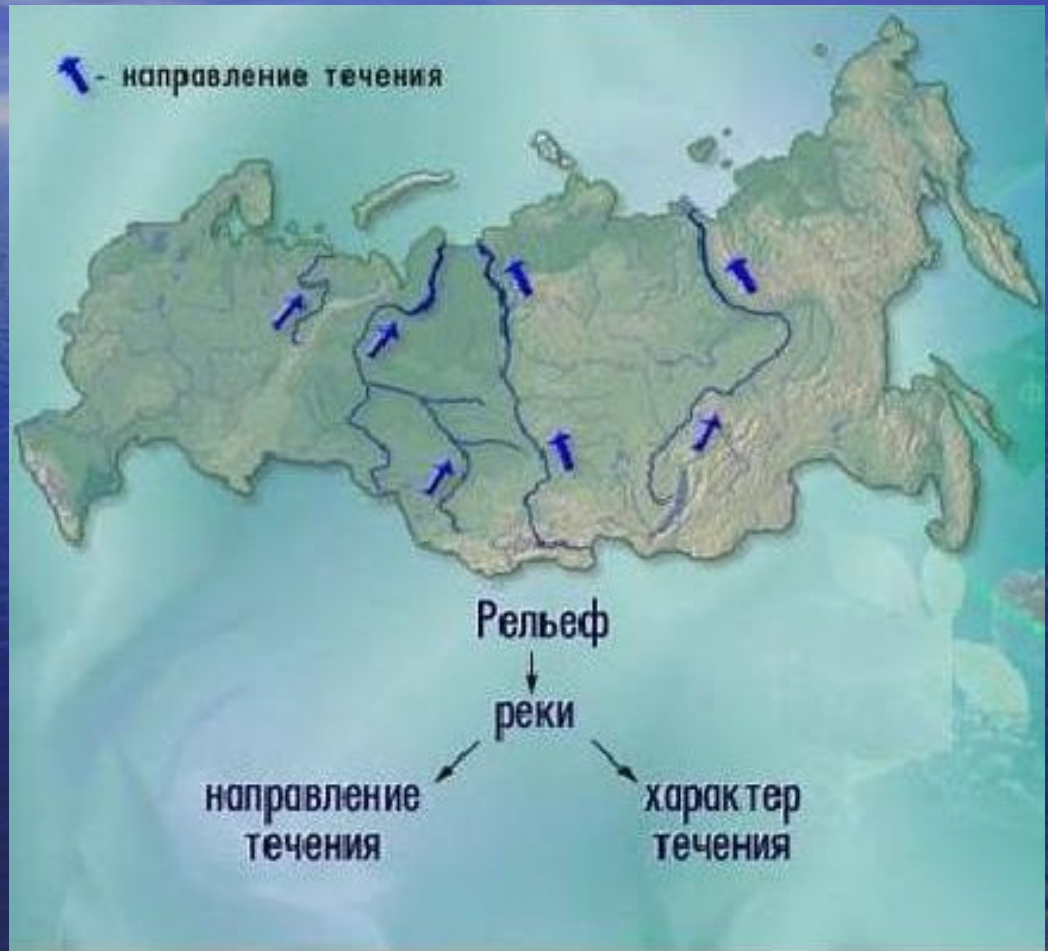 - направление течения
Рельеф
реки
направление
течения
характер
течения